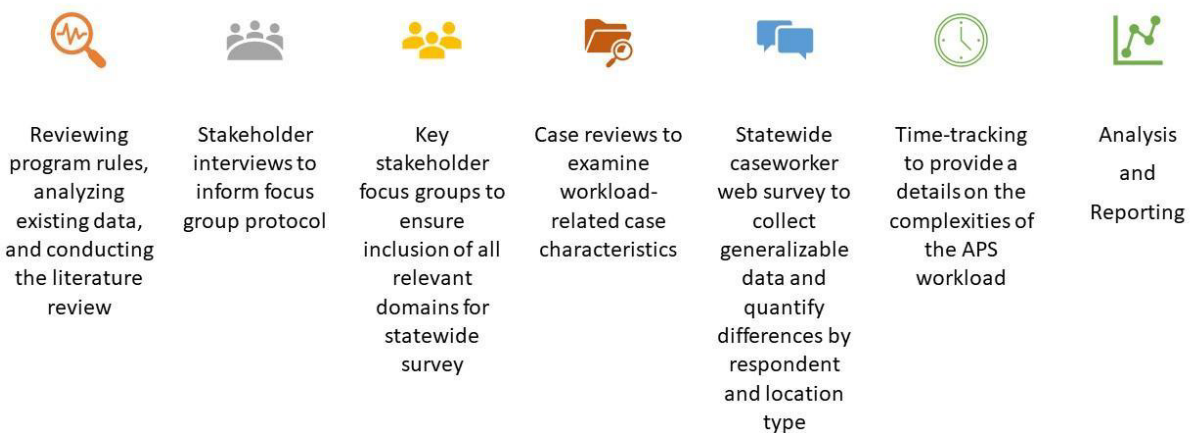 Reviewing
program rules,
analyzing
existing data,
and conducting
the literature
review
Stakeholder
interviews to
inform focus
group protocol
Key
stakeholder
focus groups to
ensure
inclusion of all
relevant
domains for
statewide
survey
Case reviews to
examine
workload-
related case
characteristics
Statewide
caseworker
web survey to
collect
generalizable
data and
quantify
differences by
respondent
and location
type
Time-tracking
to provide a
details on the
complexities of
the APS
workload
Analysis
and
Reporting